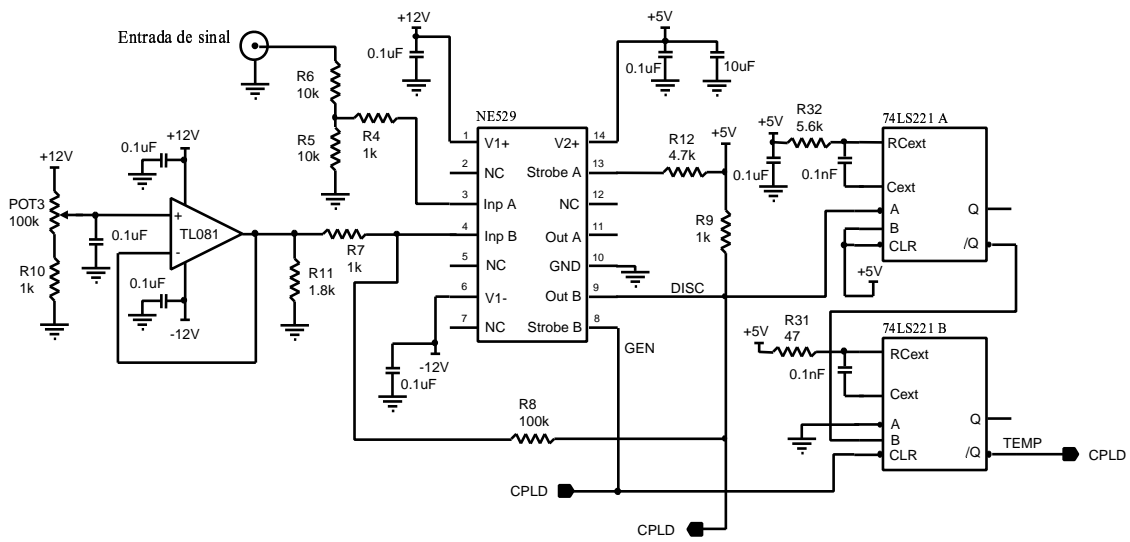 Entrada de sinal
+12V
0.1uF
R6
10k
R5
10k
R4
1k
+12V
POT3
100k
R10
1k
0.1uF
0.1uF
+12V
+
TL081
-
0.1uF
-12V
R11
1.8k
R7
1k
NE529
1
V1+
2
NC
3
Inp A
4
Inp B
5
NC
6
V1-
7
NC
14
V2+
13
Strobe A
12
NC
11
Out A
10
GND
9
Out B
8
Strobe B
-12V
0.1uF
+5V
0.1uF
10uF
R12
4.7k
+5V
R9
1k
DISC
GEN
R8
100k
CPLD
CPLD
+5V
0.1uF
R32
5.6k
0.1nF
74LS221 A
RCext
Cext
A
B
CLR
Q
/Q
+5V
+5V
R31
47
0.1nF
74LS221 B
RCext
Cext
A
B
CLR
Q
/Q
TEMP
CPLD